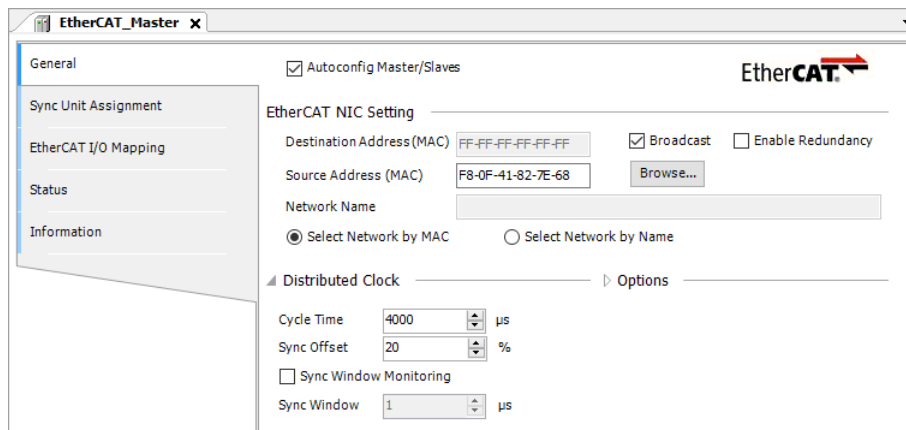 EtherCAT_Master
General
Autoconfig Master/Slaves
EtherCAT.
Sync Unit Assignment
EtherCAT NIC Setting
EtherCAT I/O Mapping
Destination Address (MAC) FF-FF-FF-FF-FF-FF Broadcast Enable Redundancy
Source Address (MAC) F8-0F-41-82-7E-68 Browse...
Status
Network Name
Information
Select Network by MAC Select Network by Name
Distributed Clock Options
Cycle Time 4000 µs
Sync Offset 20 %
Sync Window Monitoring
Sync Window 1 µs